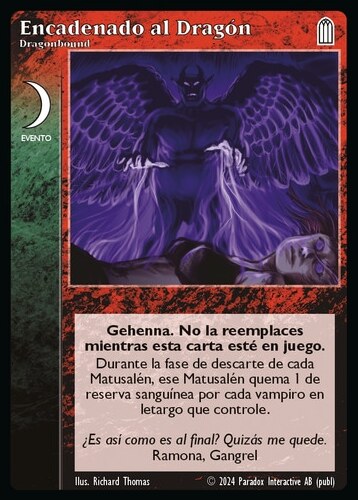 Encadenado al Dragón
Dragonbound
EVENTO
Gehenna. No la reemplaces
mientras esta carta esté en juego.
Durante la fase de descarte de cada
Matusalén, ese Matusalén quema 1 de
reserva sanguínea por cada vampiro en
letargo que controle.
¿Es así como es al final? Quizás me quede.
Ramona, Gangrel
Ilus. Richard Thomas
© 2024 Paradox Interactive AB (publ)